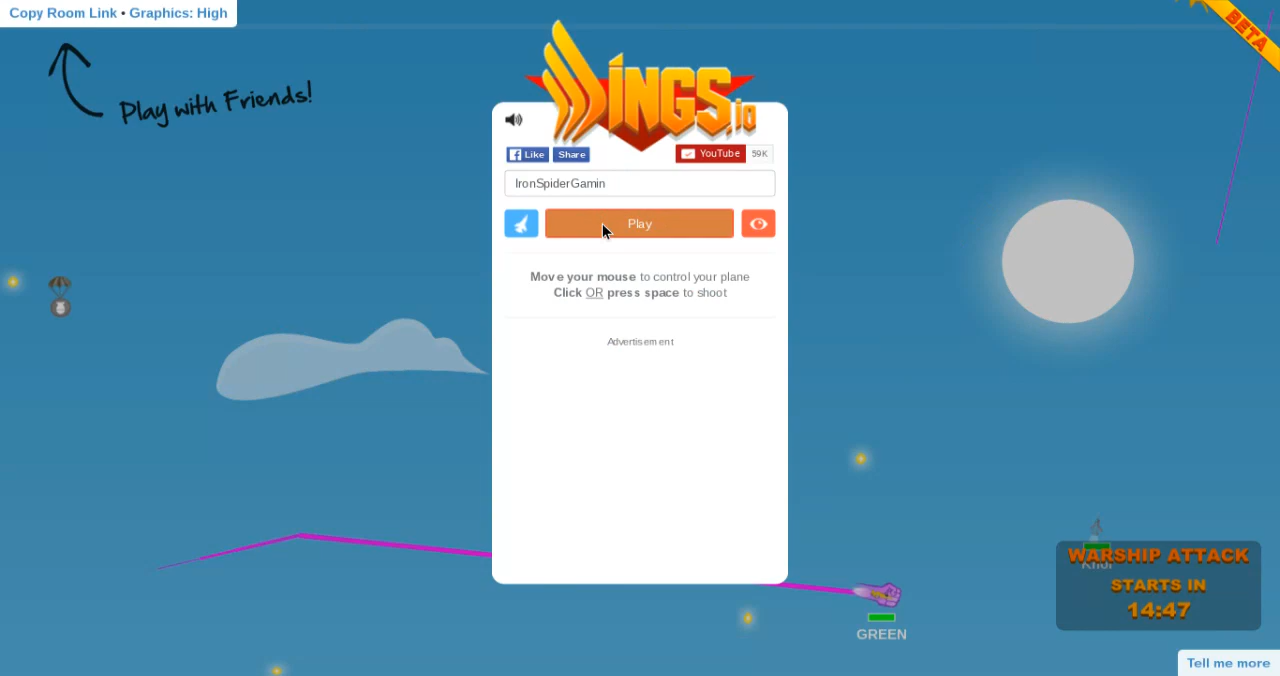 Copy Room Link • Graphics: High
BETA
Play with Friends!
WINGS.io
Like Share YouTube 59K
IronSpiderGamin
Play
Move your mouse to control your plane
Click OR press space to shoot
Advertisement
WARSHIP ATTACK
STARTS IN
14:47
GREEN
Tell me more